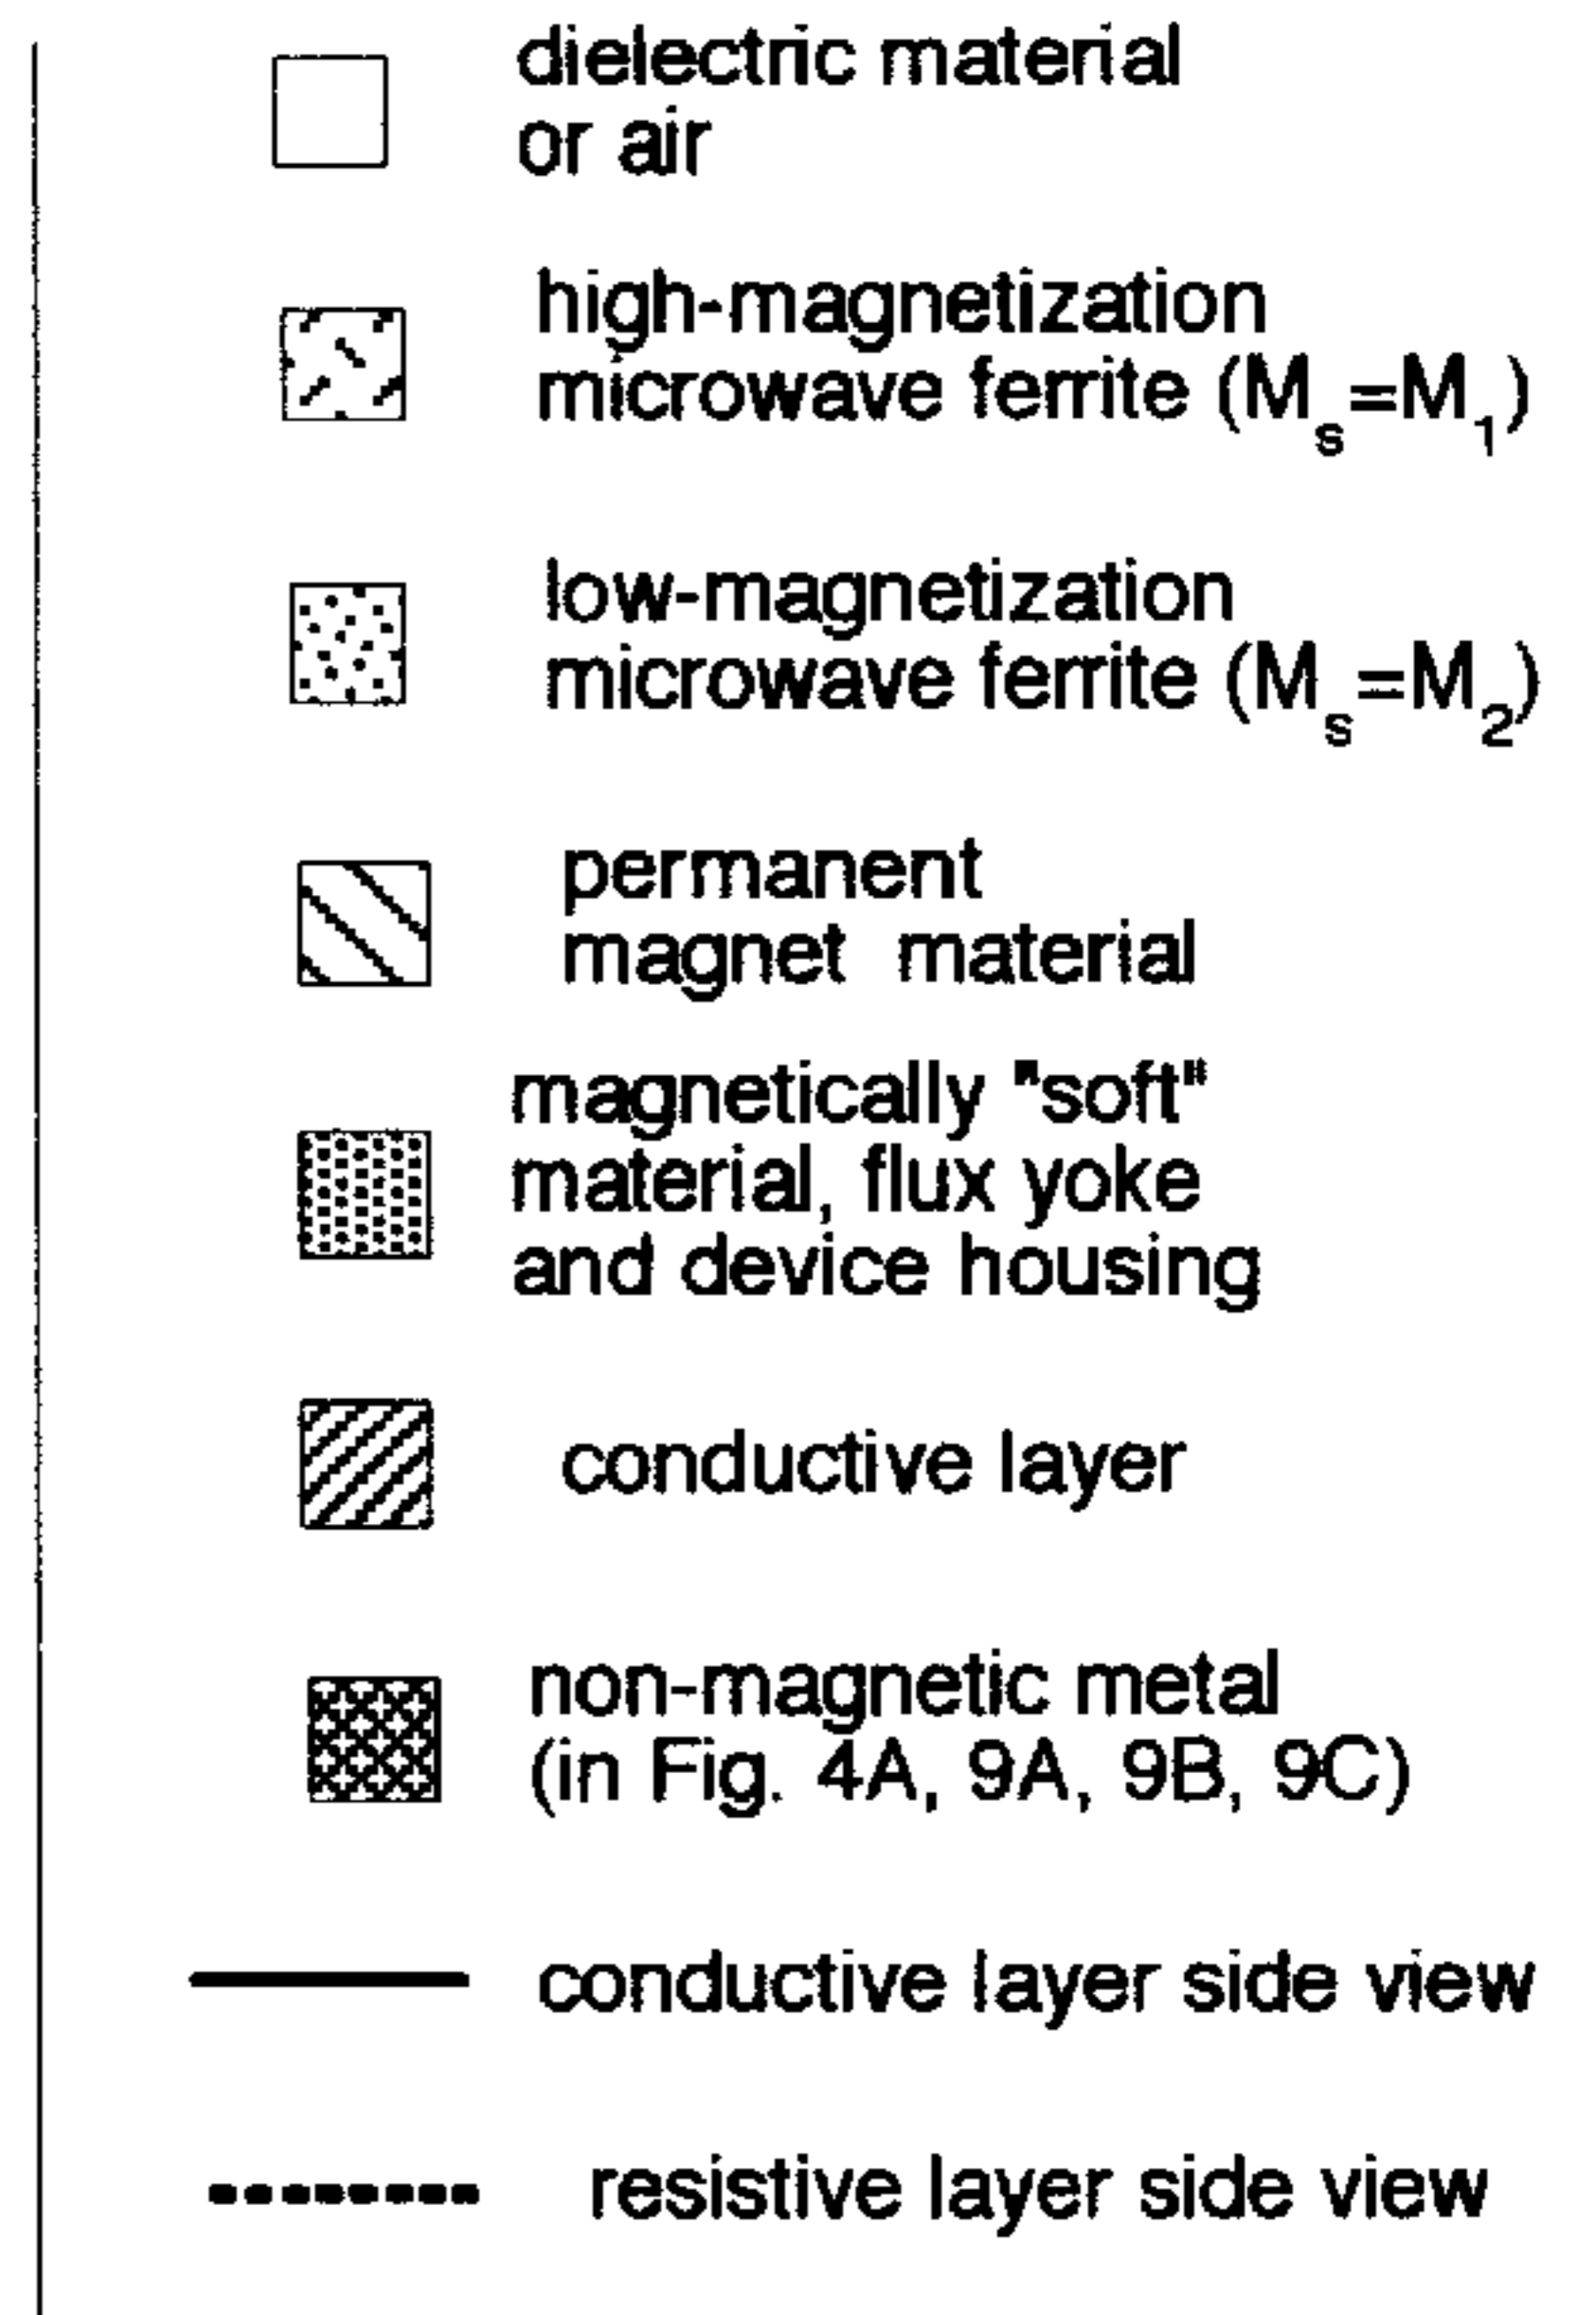 dielectric material
or air
high-magnetization
microwave ferrite (Mₛ=M₁)
low-magnetization
microwave ferrite (Mₛ=M₂)
permanent
magnet material
magnetically "soft"
material, flux yoke
and device housing
conductive layer
non-magnetic metal
(in Fig. 4A, 9A, 9B, 9C)
conductive layer side view
resistive layer side view